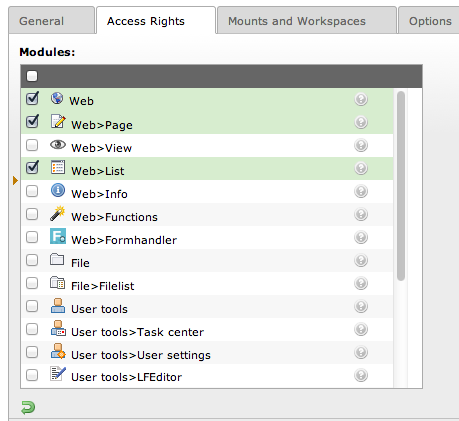 General Access Rights Mounts and Workspaces Options
Modules:
Web
Web>Page
Web>View
Web>List
Web>Info
Web>Functions
Web>Formhandler
File
File>Filelist
User tools
User tools>Task center
User tools>User settings
User tools>LFEditor